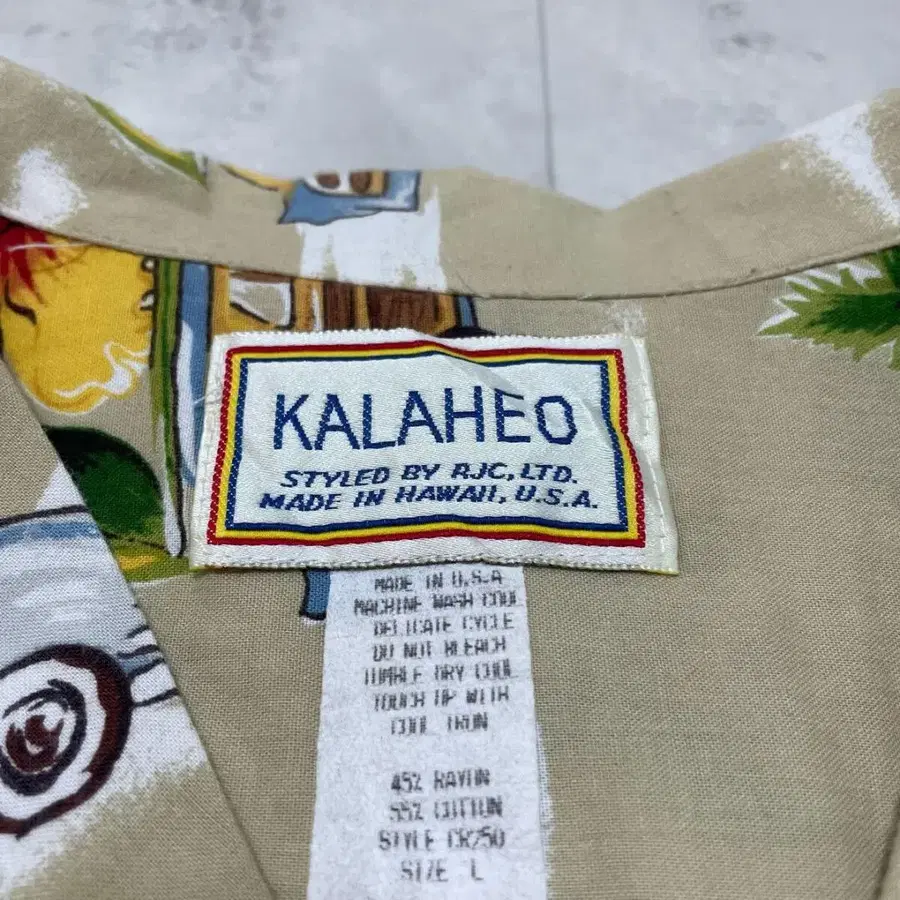 KALAHEO
STYLED BY RJC, LTD.
MADE IN HAWAII, U.S.A.
MADE IN U.S.A
MACHINE WASH COOL
DELICATE CYCLE
DO NOT BLEACH
TUMBLE DRY COOL
TOUCH UP WITH
COOL IRON
45% RAYON
55% COTTON
STYLE CR250
SIZE L